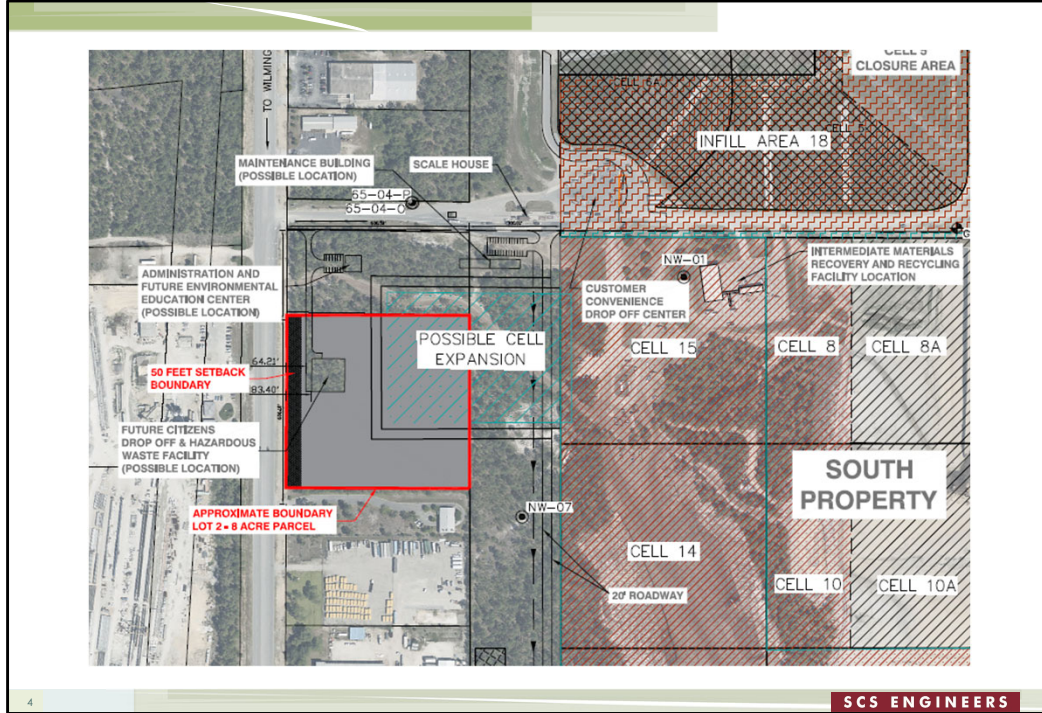 CELL 5
CLOSURE AREA
CELL 6A
TO WILMING
CELL 5
INFILL AREA 18
MAINTENANCE BUILDING
(POSSIBLE LOCATION)
SCALE HOUSE
65-04-P
65-04-O
G
ADMINISTRATION AND
FUTURE ENVIRONMENTAL
EDUCATION CENTER
(POSSIBLE LOCATION)
NW-01
INTERMEDIATE MATERIALS
RECOVERY AND RECYCLING
FACILITY LOCATION
CUSTOMER
CONVENIENCE
DROP OFF CENTER
POSSIBLE CELL
EXPANSION
CELL 15
CELL 8
CELL 8A
64.21'
50 FEET SETBACK
BOUNDARY
83.40'
FUTURE CITIZENS
DROP OFF & HAZARDOUS
WASTE FACILITY
(POSSIBLE LOCATION)
SOUTH
PROPERTY
APPROXIMATE BOUNDARY
LOT 2 - 8 ACRE PARCEL
NW-07
CELL 14
CELL 10
CELL 10A
20' ROADWAY
4
SCS ENGINEERS